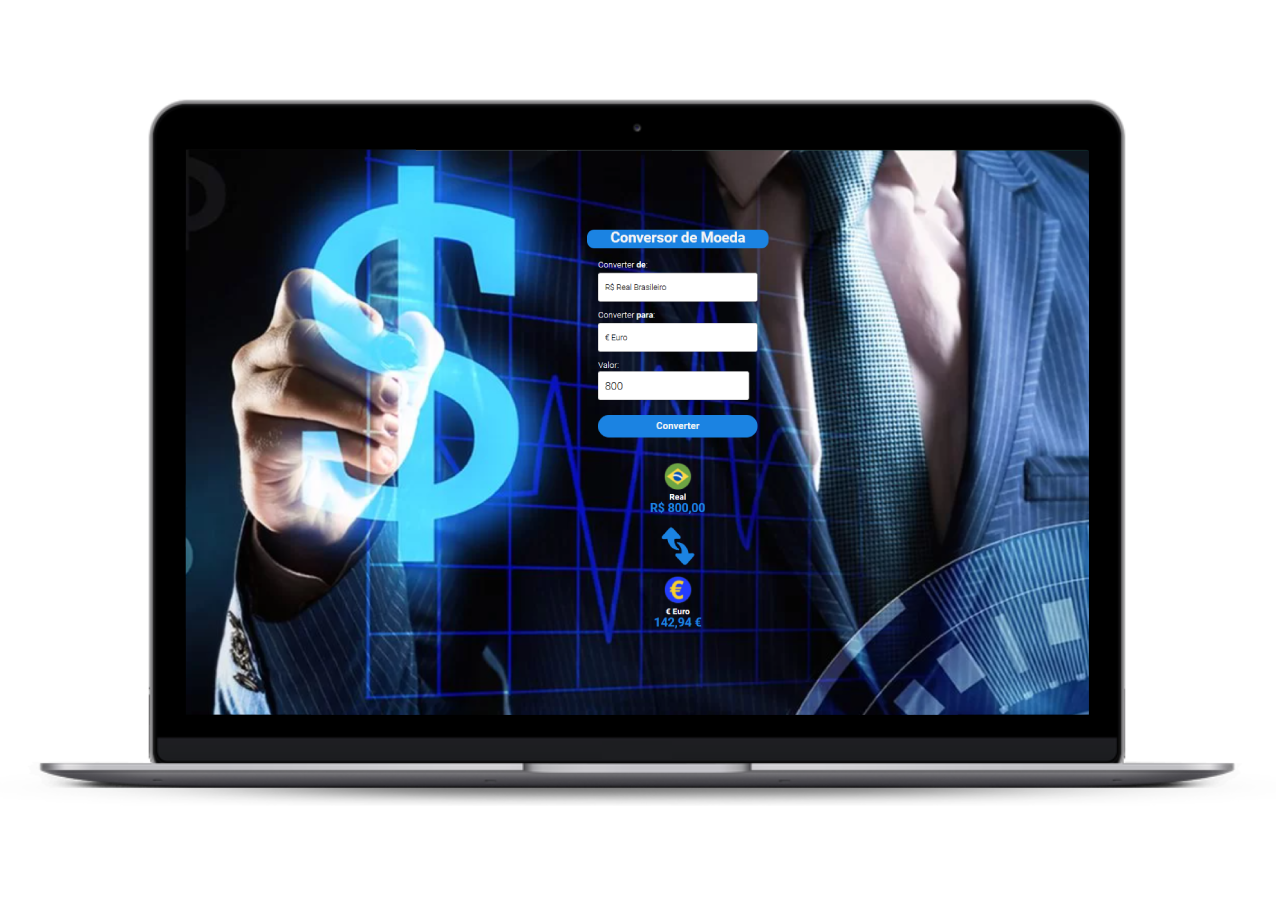 Conversor de Moeda
Converter de:
R$ Real Brasileiro
Converter para:
€ Euro
Valor:
800
Converter
Real
R$ 800,00
€
€ Euro
142,94 €